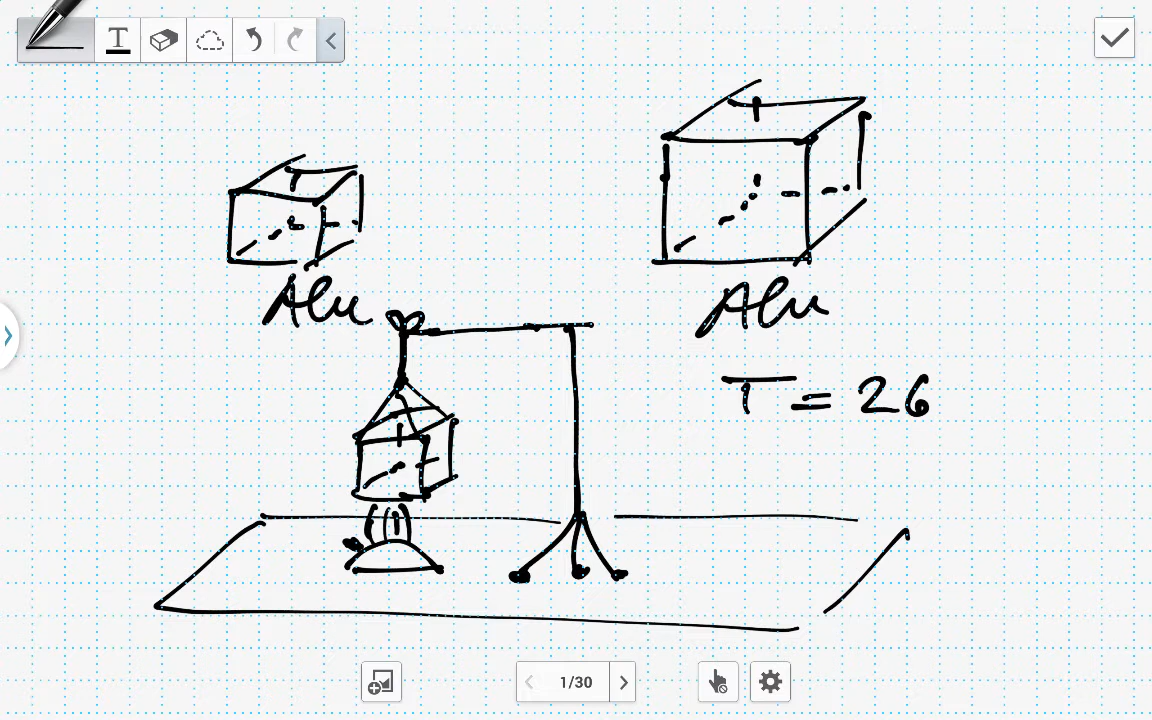 T
Alu
Alu
T = 26
1/30